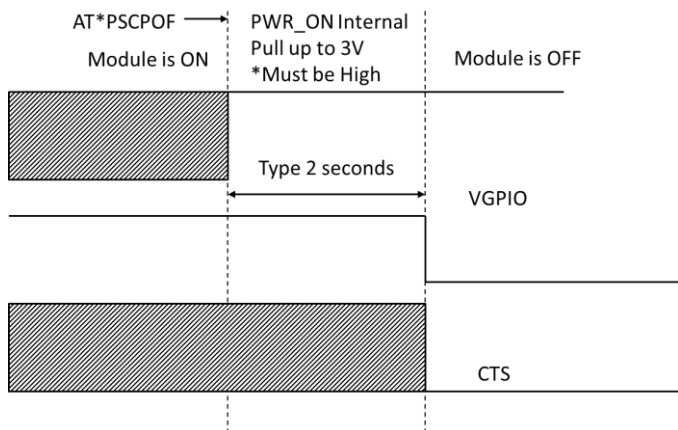 AT*PSCPOF
Module is ON
PWR_ON Internal
Pull up to 3V
*Must be High
Module is OFF
Type 2 seconds
VGPIO
CTS